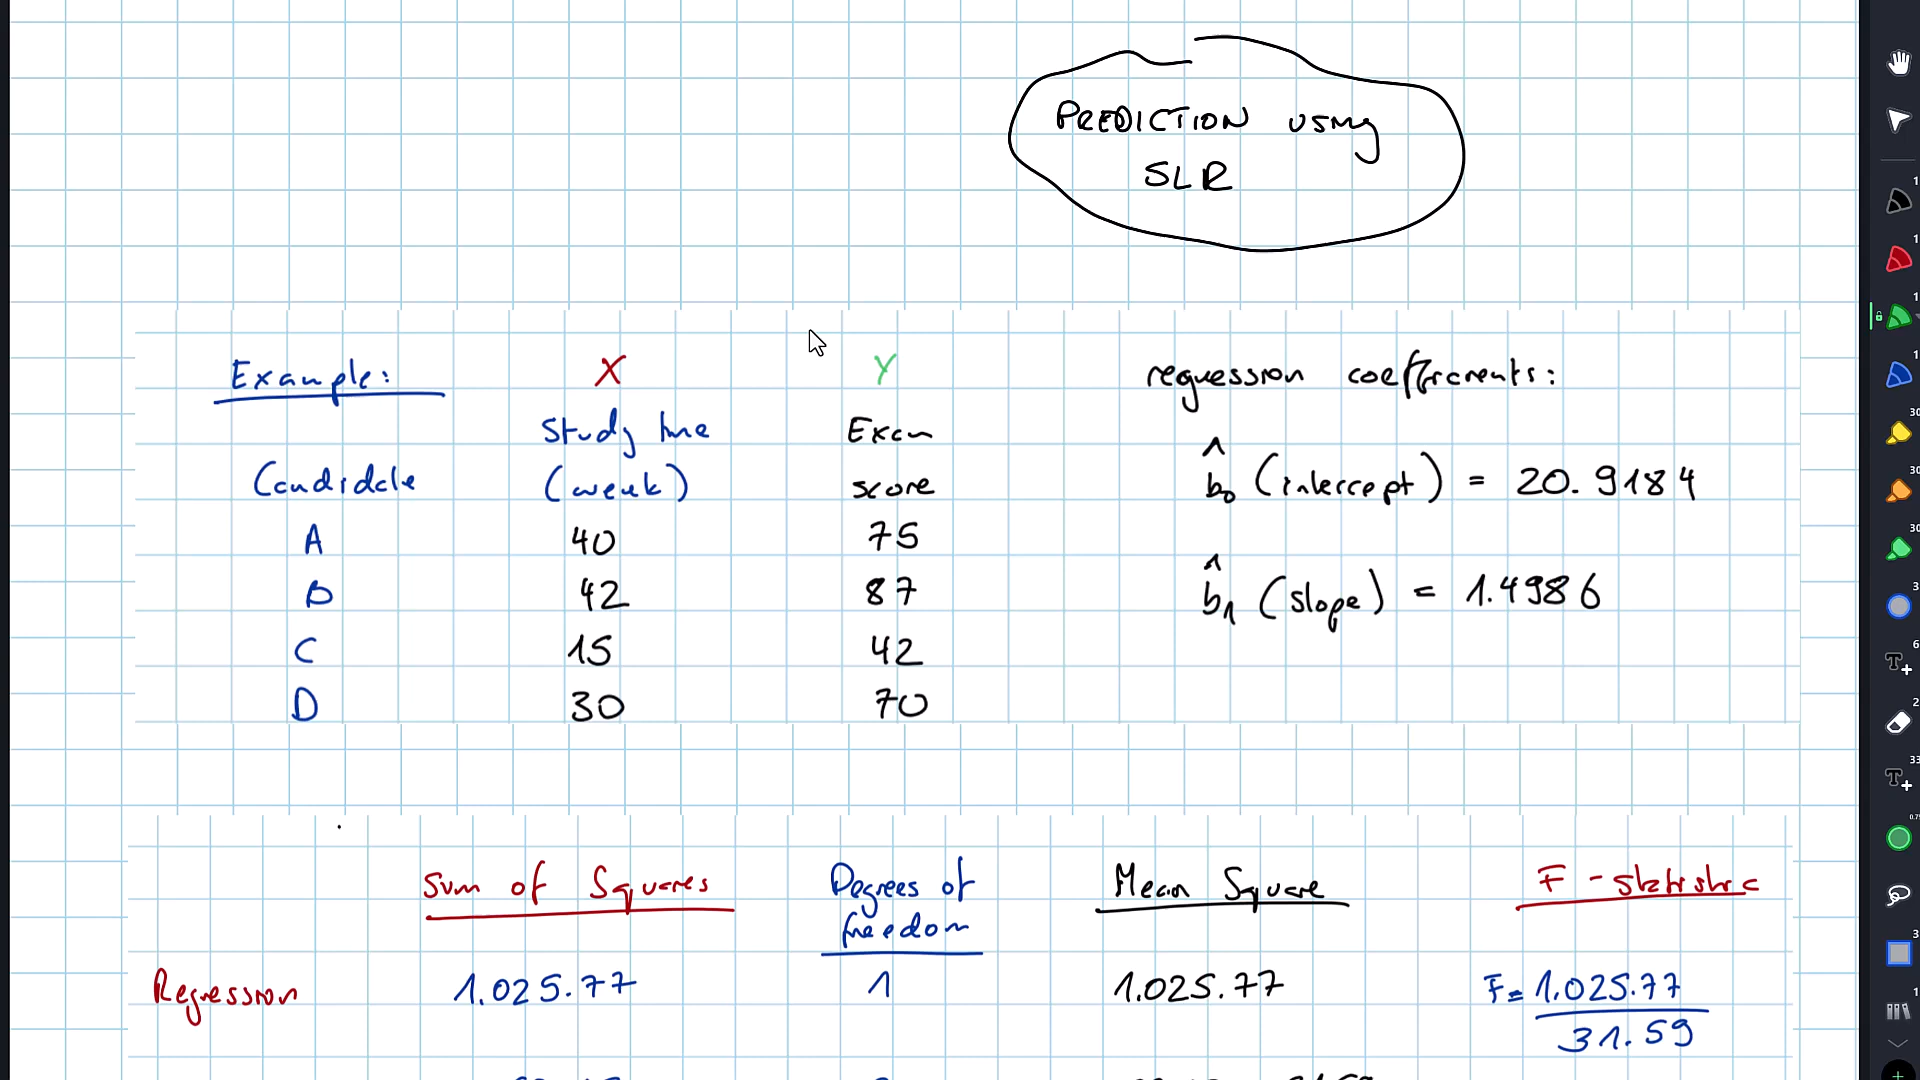 PREDICTION using
SLR
Example: X Y regression coefficients:
Study time Exam
Candidate (week) score b̂0 (intercept) = 20.9184
A 40 75
B 42 87 b̂1 (slope) = 1.4986
C 15 42
D 30 70
Sum of Squares Degrees of freedom Mean Square F-statistic
Regression 1.025.77 1 1.025.77 F = 1.025.77
31.59